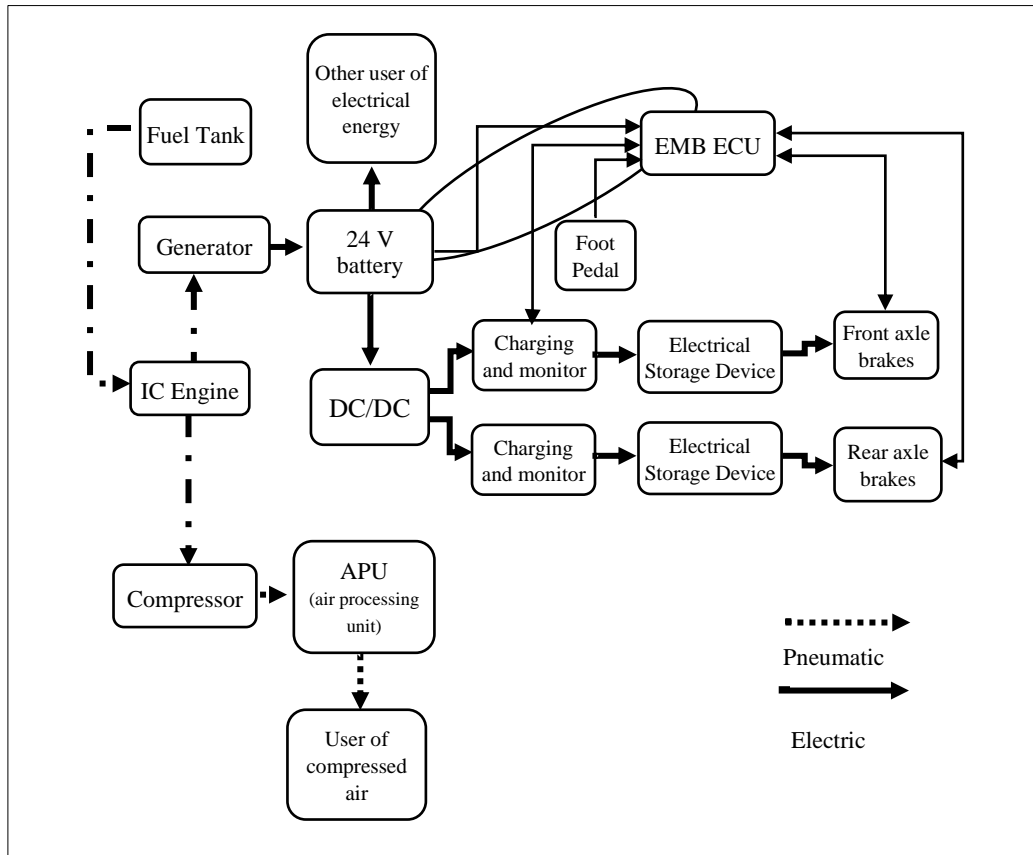 Other user of
electrical
energy
Fuel Tank
EMB ECU
Generator
24 V
battery
Foot
Pedal
Charging
and monitor
Electrical
Storage Device
Front axle
brakes
IC Engine
DC/DC
Charging
and monitor
Electrical
Storage Device
Rear axle
brakes
Compressor
APU
(air processing
unit)
Pneumatic
User of
compressed
air
Electric